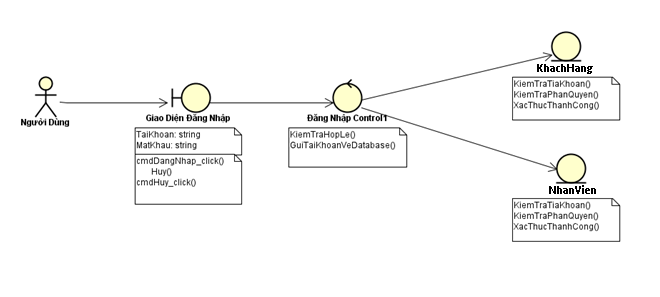 Người Dùng
Giao Diện Đăng Nhập
TaiKhoan: string
MatKhau: string
cmdDangNhap_click()
Huy()
cmdHuy_click()
Đăng Nhập Control1
KiemTraHopLe()
GuiTaiKhoanVeDatabase()
KhachHang
KiemTraTiaKhoan()
KiemTraPhanQuyen()
XacThucThanhCong()
NhanVien
KiemTraTiaKhoan()
KiemTraPhanQuyen()
XacThucThanhCong()